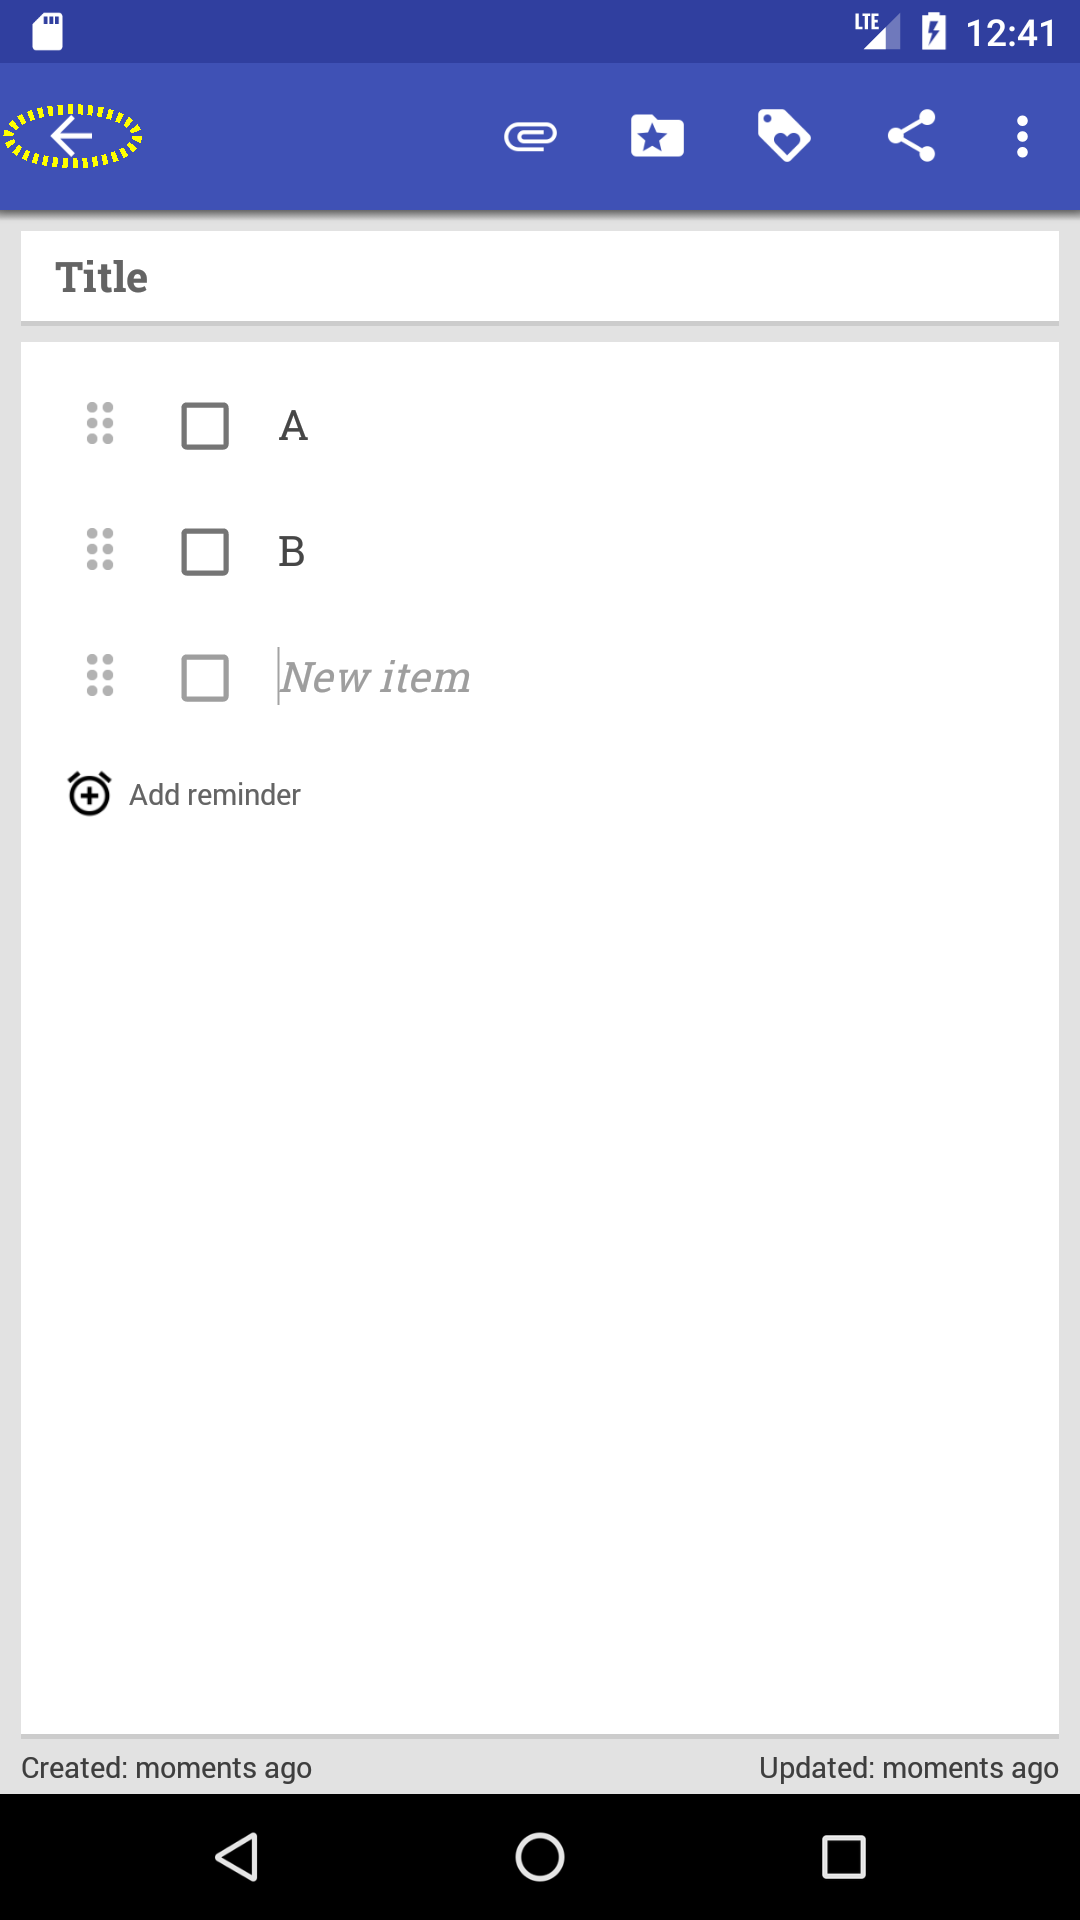 LTE 12:41
Title
A
B
New item
Add reminder
Created: moments ago Updated: moments ago